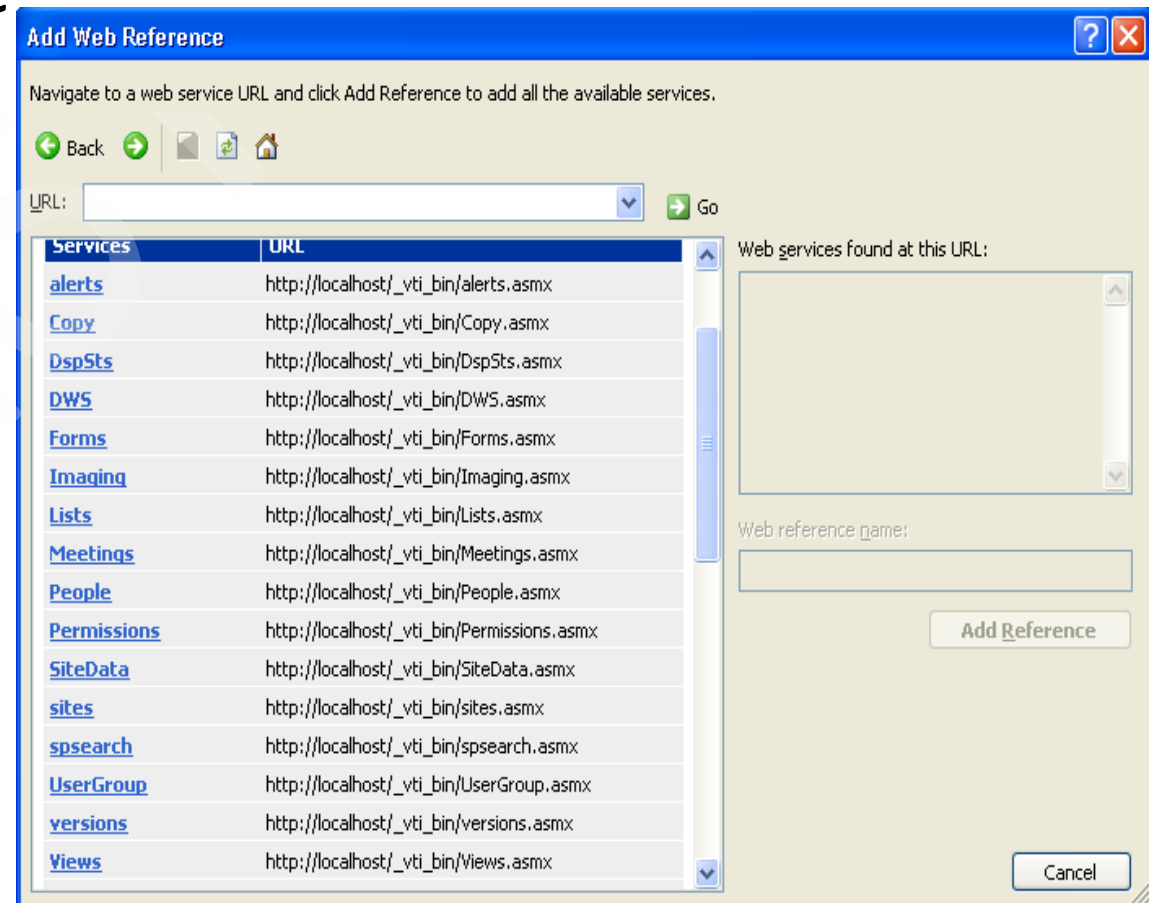 Add Web Reference
Navigate to a web service URL and click Add Reference to add all the available services.
Back
URL: Go
Services URL
alerts http://localhost/_vti_bin/alerts.asmx
Copy http://localhost/_vti_bin/Copy.asmx
DspSts http://localhost/_vti_bin/DspSts.asmx
DWS http://localhost/_vti_bin/DWS.asmx
Forms http://localhost/_vti_bin/Forms.asmx
Imaging http://localhost/_vti_bin/Imaging.asmx
Lists http://localhost/_vti_bin/Lists.asmx
Meetings http://localhost/_vti_bin/Meetings.asmx
People http://localhost/_vti_bin/People.asmx
Permissions http://localhost/_vti_bin/Permissions.asmx
SiteData http://localhost/_vti_bin/SiteData.asmx
sites http://localhost/_vti_bin/sites.asmx
spsearch http://localhost/_vti_bin/spsearch.asmx
UserGroup http://localhost/_vti_bin/UserGroup.asmx
versions http://localhost/_vti_bin/versions.asmx
Views http://localhost/_vti_bin/Views.asmx
Web services found at this URL:
Web reference name:
Add Reference
Cancel